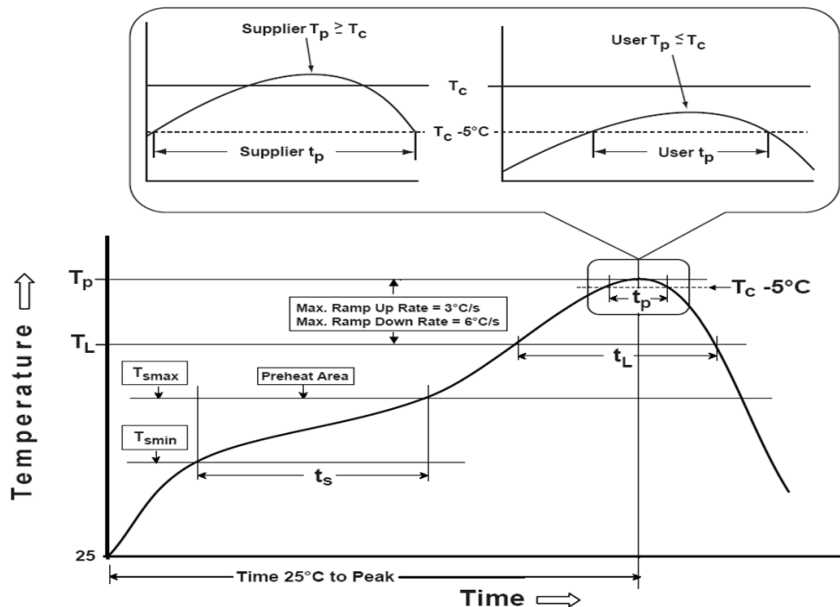 Supplier Tp ≥ Tc
User Tp ≤ Tc
Tc
Tc -5°C
Supplier tp
User tp
Tp
Tc -5°C
tp
Max. Ramp Up Rate = 3°C/s
Max. Ramp Down Rate = 6°C/s
TL
tL
Tsmax
Preheat Area
Tsmin
ts
Temperature
25
Time 25°C to Peak
Time